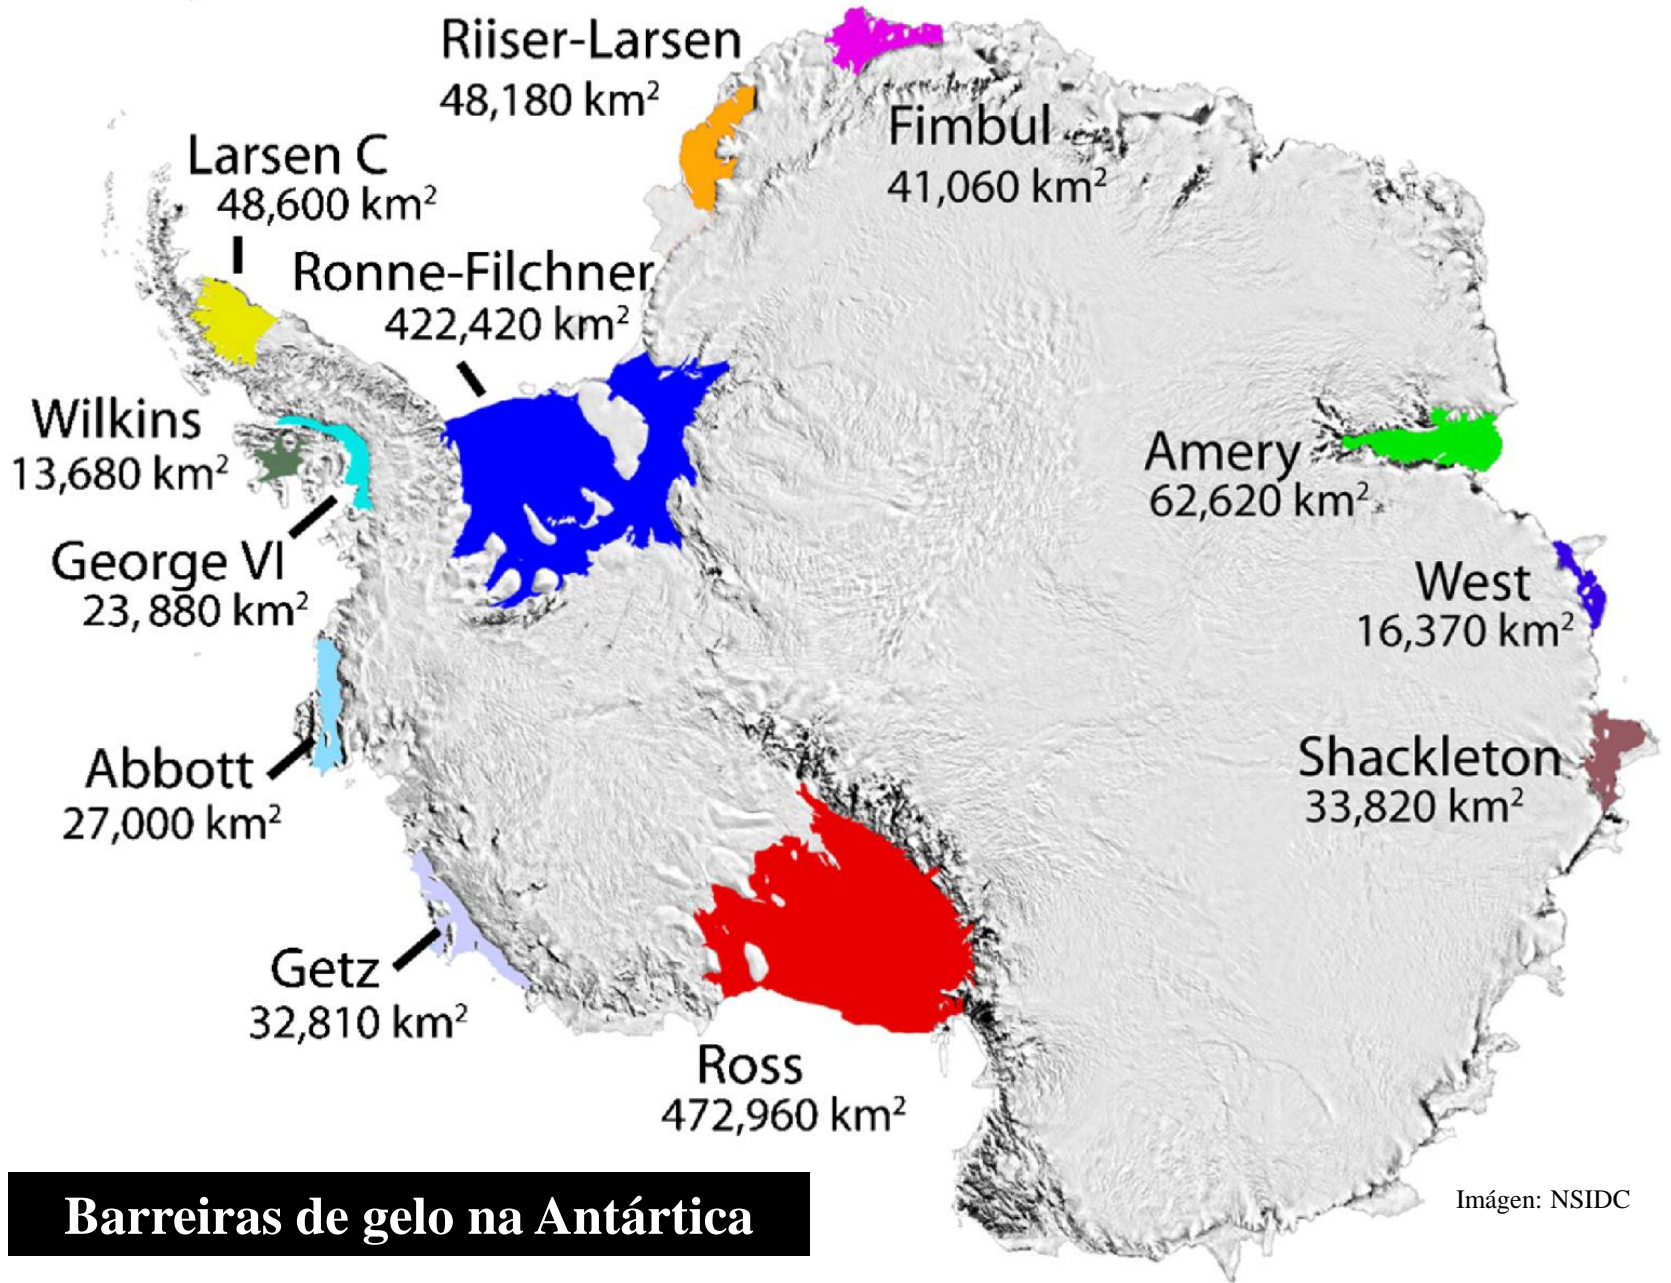 Riiser-Larsen
48,180 km²
Fimbul
41,060 km²
Larsen C
48,600 km²
Ronne-Filchner
422,420 km²
Wilkins
13,680 km²
Amery
62,620 km²
George VI
23,880 km²
West
16,370 km²
Abbott
27,000 km²
Shackleton
33,820 km²
Getz
32,810 km²
Ross
472,960 km²
Barreiras de gelo na Antártica
Imágen: NSIDC